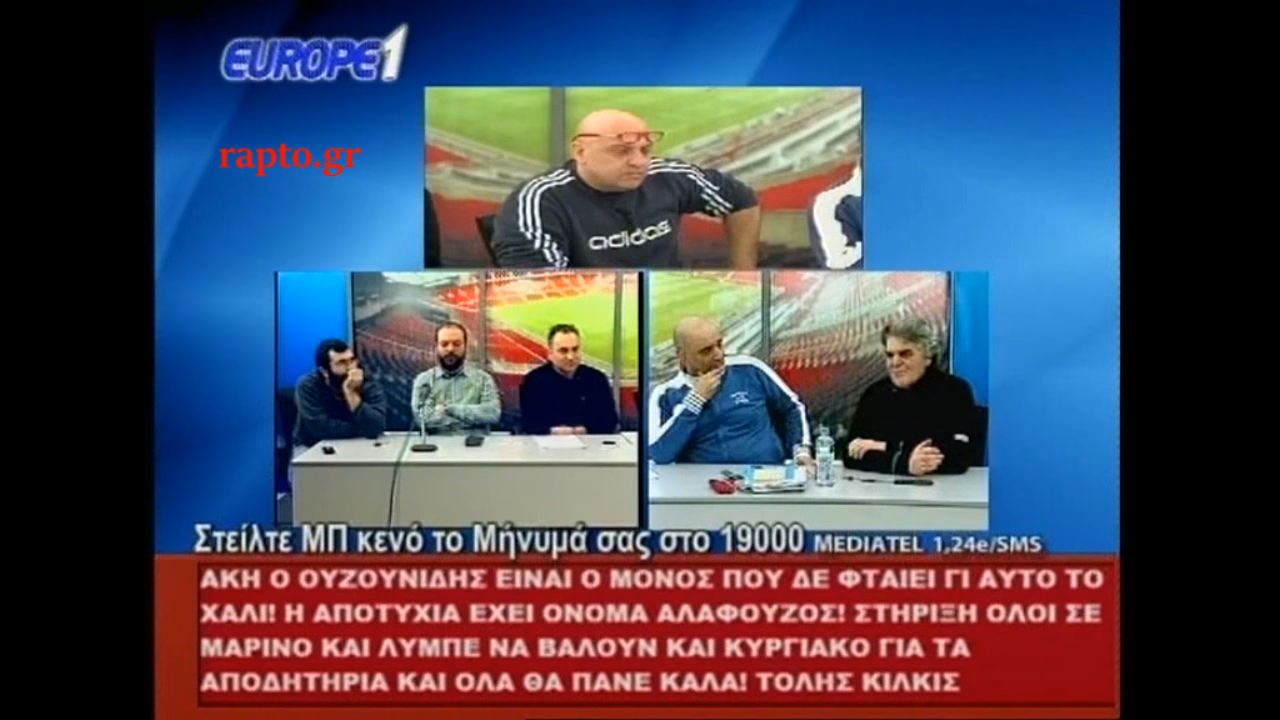 EUROPE 1
rapto.gr
adidas
Στείλτε ΜΠ κενό το Μήνυμά σας στο 19000 MEDIATEL 1,24e/SMS
ΑΚΗ Ο ΟΥΖΟΥΝΙΔΗΣ ΕΙΝΑΙ Ο ΜΟΝΟΣ ΠΟΥ ΔΕ ΦΤΑΙΕΙ ΓΙ ΑΥΤΟ ΤΟ
ΧΑΛΙ! Η ΑΠΟΤΥΧΙΑ ΕΧΕΙ ΟΝΟΜΑ ΑΛΑΦΟΥΖΟΣ! ΣΤΗΡΙΞΗ ΟΛΟΙ ΣΕ
ΜΑΡΙΝΟ ΚΑΙ ΛΥΜΠΕ ΝΑ ΒΑΛΟΥΝ ΚΑΙ ΚΥΡΓΙΑΚΟ ΓΙΑ ΤΑ
ΑΠΟΔΗΤΗΡΙΑ ΚΑΙ ΟΛΑ ΘΑ ΠΑΝΕ ΚΑΛΑ! ΤΟΛΗΣ ΚΙΛΚΙΣ